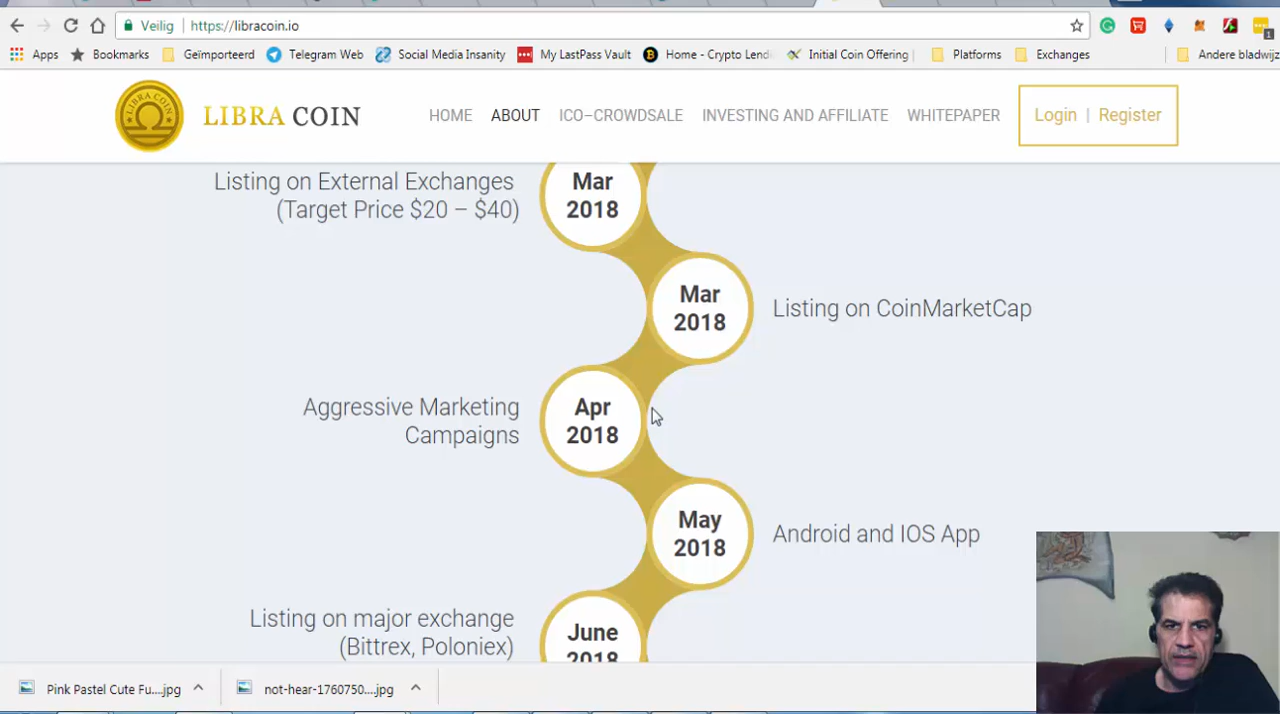 Veilig
https://libracoin.io
Apps
Bookmarks
Geïmporteerd
Telegram Web
Social Media Insanity
My LastPass Vault
Home - Crypto Lendi
Initial Coin Offering
Platforms
Exchanges
Andere bladwijz
1
LIBRA COIN
LIBRA COIN
HOME
ABOUT
ICO–CROWDSALE
INVESTING AND AFFILIATE
WHITEPAPER
Login | Register
Listing on External Exchanges
(Target Price $20 – $40)
Mar
2018
Mar
2018
Listing on CoinMarketCap
Aggressive Marketing
Campaigns
Apr
2018
May
2018
Android and IOS App
Listing on major exchange
(Bittrex, Poloniex)
June
2018
Pink Pastel Cute Fu....jpg
not-hear-1760750....jpg